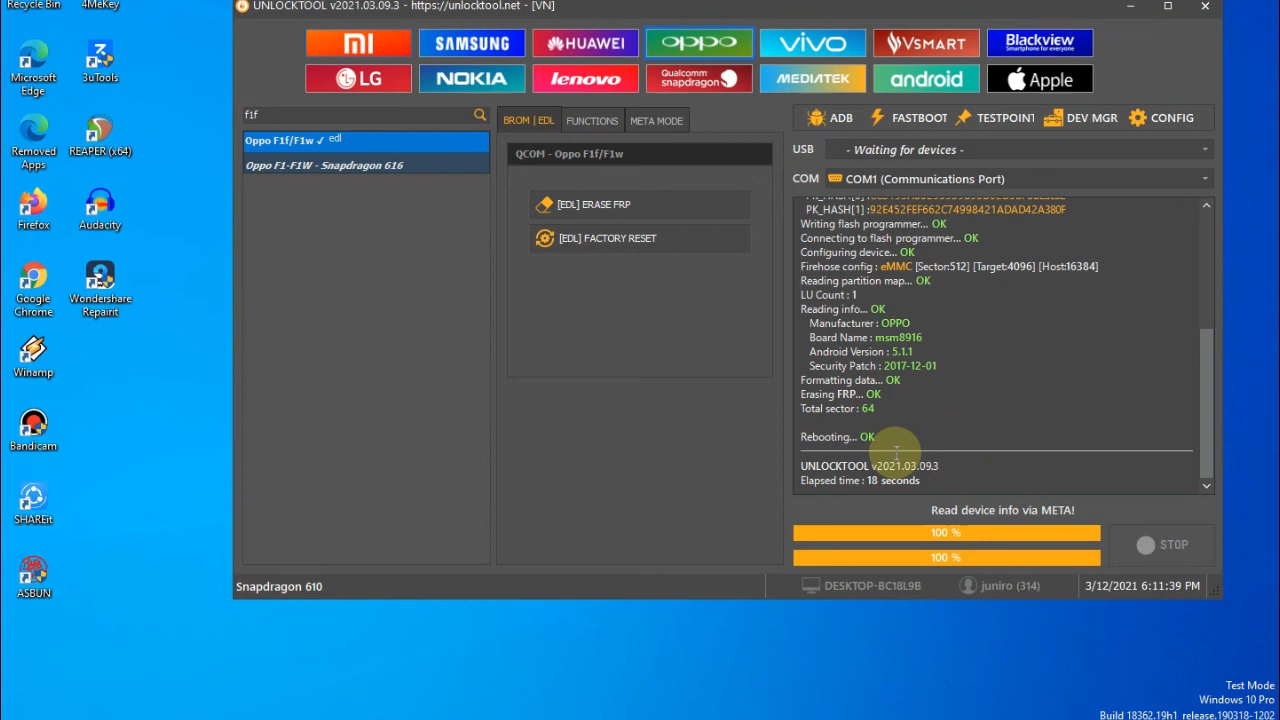 Recycle Bin
4MeKey
Microsoft
Edge
3uTools
Removed
Apps
REAPER (x64)
Firefox
Audacity
Google
Chrome
Wondershare
Repairit
Winamp
Bandicam
SHAREit
ASBUN
UNLOCKTOOL v2021.03.09.3 - https://unlocktool.net - [VN]
MI
SAMSUNG
HUAWEI
OPPO
VIVO
VSMART
Blackview
Smartphone for everyone
LG
NOKIA
lenovo
Qualcomm
snapdragon
MEDIATEK
android
Apple
f1f
Oppo F1f/F1w ✓ edl
Oppo F1-F1W - Snapdragon 616
BROM | EDL
FUNCTIONS
META MODE
QCOM - Oppo F1f/F1w
[EDL] ERASE FRP
[EDL] FACTORY RESET
ADB
FASTBOOT
TESTPOINT
DEV MGR
CONFIG
USB
- Waiting for devices -
COM
COM1 (Communications Port)
PK_HASH[1] :92E452FEF662C74998421ADAD42A380F
Writing flash programmer... OK
Connecting to flash programmer... OK
Configuring device... OK
Firehose config : eMMC [Sector:512] [Target:4096] [Host:16384]
Reading partition map... OK
LU Count : 1
Reading info... OK
Manufacturer : OPPO
Board Name : msm8916
Android Version : 5.1.1
Security Patch : 2017-12-01
Formatting data... OK
Erasing FRP... OK
Total sector : 64
Rebooting... OK
UNLOCKTOOL v2021.03.09.3
Elapsed time : 18 seconds
Read device info via META!
100 %
100 %
STOP
Snapdragon 610
DESKTOP-BC18L9B
juniro (314)
3/12/2021 6:11:39 PM
Test Mode
Windows 10 Pro
Build 18362.19h1_release.190318-1202